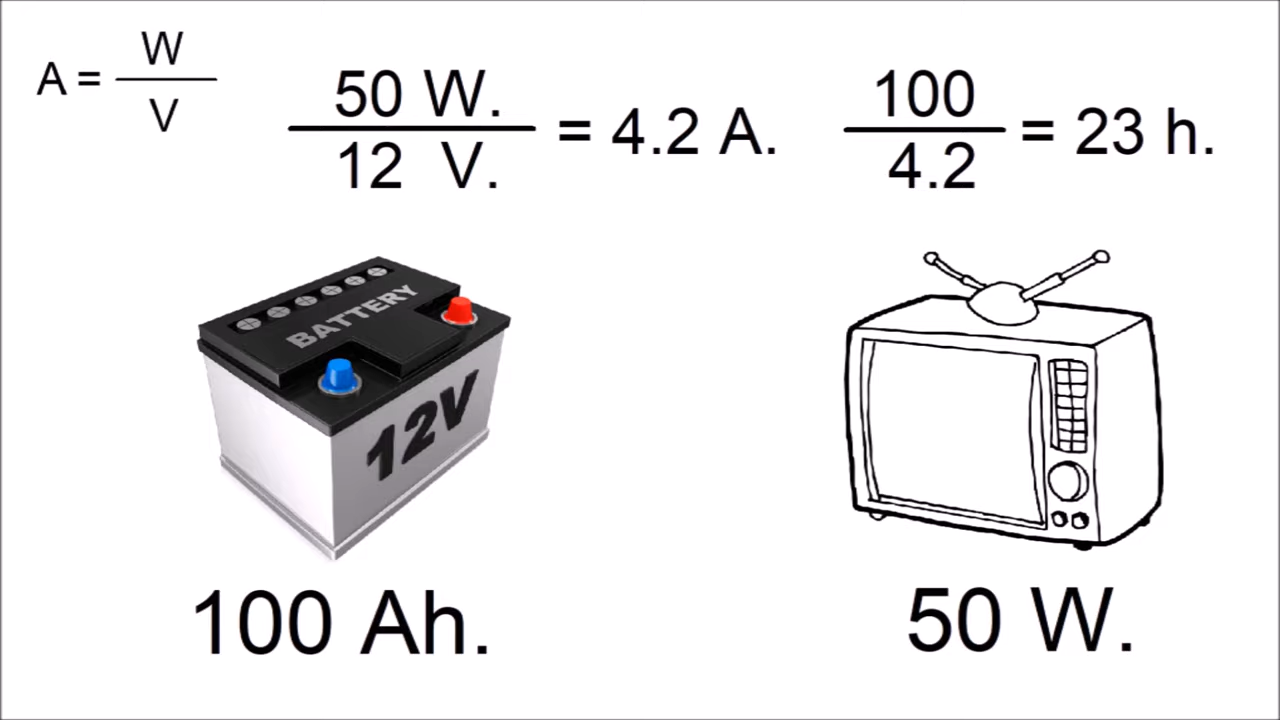 A = W
V
50 W.
12 V.
= 4.2 A.
100
4.2
= 23 h.
BATTERY
12V
100 Ah.
50 W.